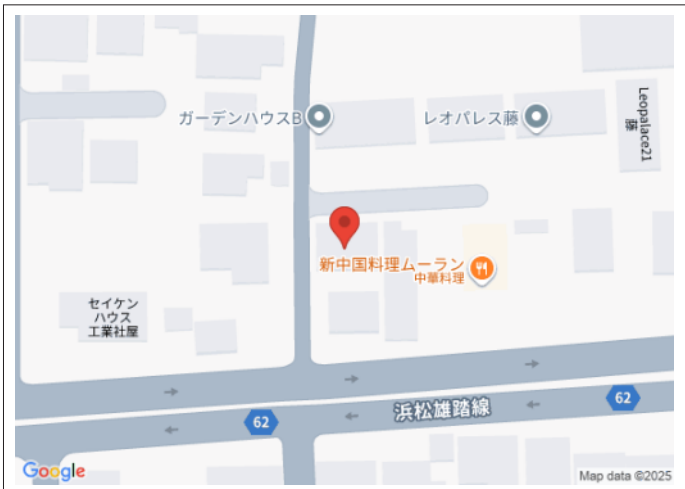 ガーデンハウスB
レオパレス藤
Leopalace21
藤
新中国料理ムーラン
中華料理
セイケン
ハウス
工業社屋
62
浜松雄踏線
62
Google
Map data ©2025